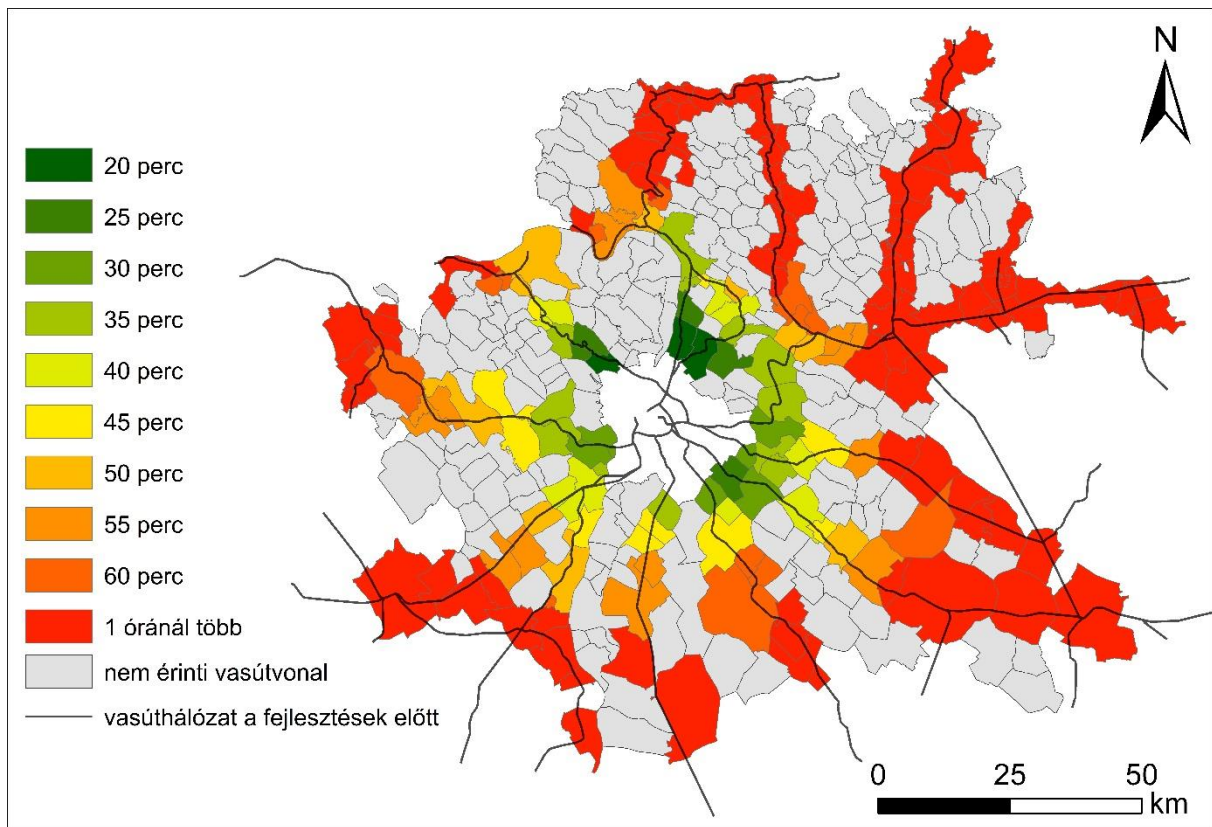 N
20 perc
25 perc
30 perc
35 perc
40 perc
45 perc
50 perc
55 perc
60 perc
1 óránál több
nem érinti vasútvonal
vasúthálózat a fejlesztések előtt
0 25 50
km